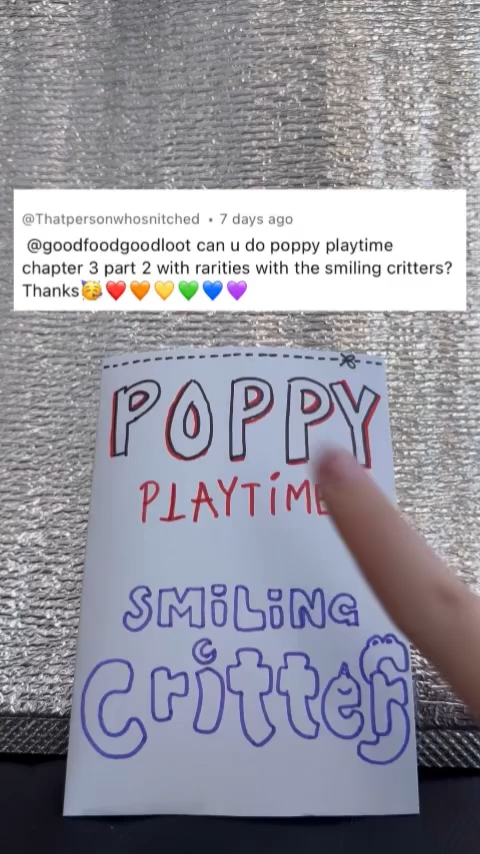 @Thatpersonwhosnitched • 7 days ago
@goodfoodgoodloot can u do poppy playtime
chapter 3 part 2 with rarities with the smiling critters?
Thanks🥳❤️🧡💛💚💙💜
POPPY
PLAYTiME
SMiLiNG
Critters